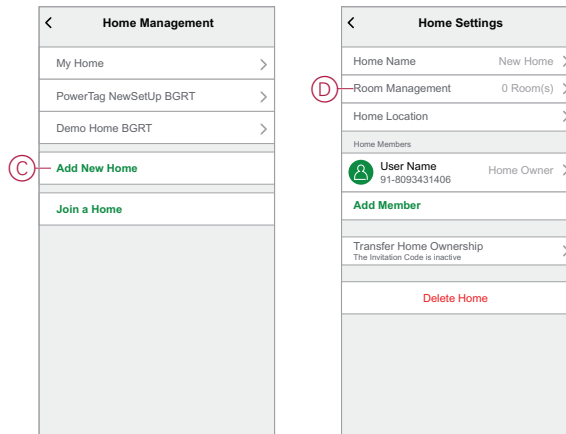 Home Management
My Home
PowerTag NewSetUp BGRT
Demo Home BGRT
C
Add New Home
Join a Home
Home Settings
Home Name New Home
D
Room Management 0 Room(s)
Home Location
Home Members
User Name
91-8093431406
Home Owner
Add Member
Transfer Home Ownership
The Invitation Code is inactive
Delete Home